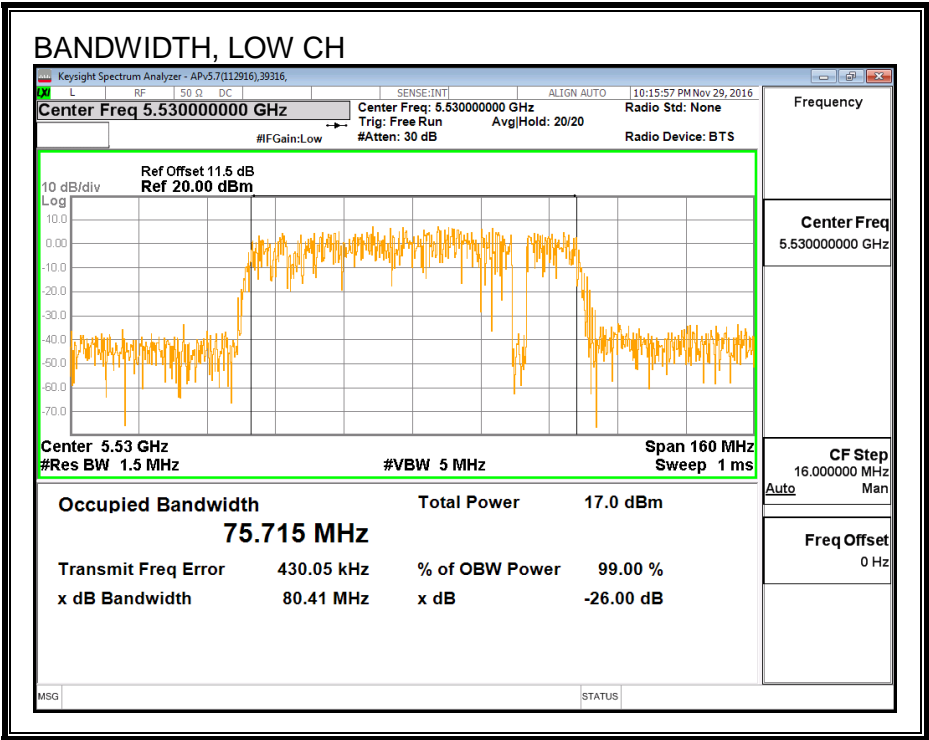 BANDWIDTH, LOW CH
Keysight Spectrum Analyzer - APv5.7(112916),39316,
LXI L RF 50 Ω DC SENSE:INT ALIGN AUTO 10:15:57 PM Nov 29, 2016
Center Freq 5.530000000 GHz
Center Freq: 5.530000000 GHz Radio Std: None
Trig: Free Run Avg|Hold: 20/20
#IFGain:Low #Atten: 30 dB Radio Device: BTS
Ref Offset 11.5 dB
10 dB/div Ref 20.00 dBm
Log
10.0
0.00
-10.0
-20.0
-30.0
-40.0
-50.0
-60.0
-70.0
Center 5.53 GHz Span 160 MHz
#Res BW 1.5 MHz #VBW 5 MHz Sweep 1 ms
Occupied Bandwidth Total Power 17.0 dBm
75.715 MHz
Transmit Freq Error 430.05 kHz % of OBW Power 99.00 %
x dB Bandwidth 80.41 MHz x dB -26.00 dB
MSG STATUS
Frequency
Center Freq
5.530000000 GHz
CF Step
16.000000 MHz
Auto Man
Freq Offset
0 Hz